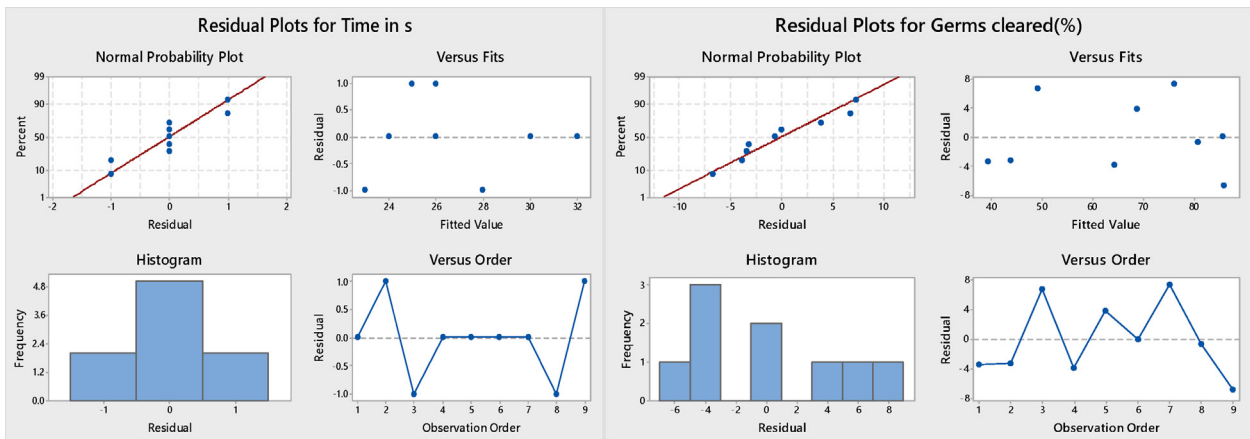 Residual Plots for Time in s
Normal Probability Plot
Versus Fits
99
90
50
10
1
Percent
-2 -1 0 1 2
Residual
1.0
0.5
0.0
-0.5
-1.0
Residual
24 26 28 30 32
Fitted Value
Histogram
Versus Order
4.8
3.6
2.4
1.2
0.0
Frequency
-1 0 1
Residual
1.0
0.5
0.0
-0.5
-1.0
Residual
1 2 3 4 5 6 7 8 9
Observation Order
Residual Plots for Germs cleared(%)
Normal Probability Plot
Versus Fits
99
90
50
10
1
Percent
-10 -5 0 5 10
Residual
8
4
0
-4
-8
Residual
40 50 60 70 80
Fitted Value
Histogram
Versus Order
3
2
1
0
Frequency
-6 -4 -2 0 2 4 6 8
Residual
8
4
0
-4
-8
Residual
1 2 3 4 5 6 7 8 9
Observation Order